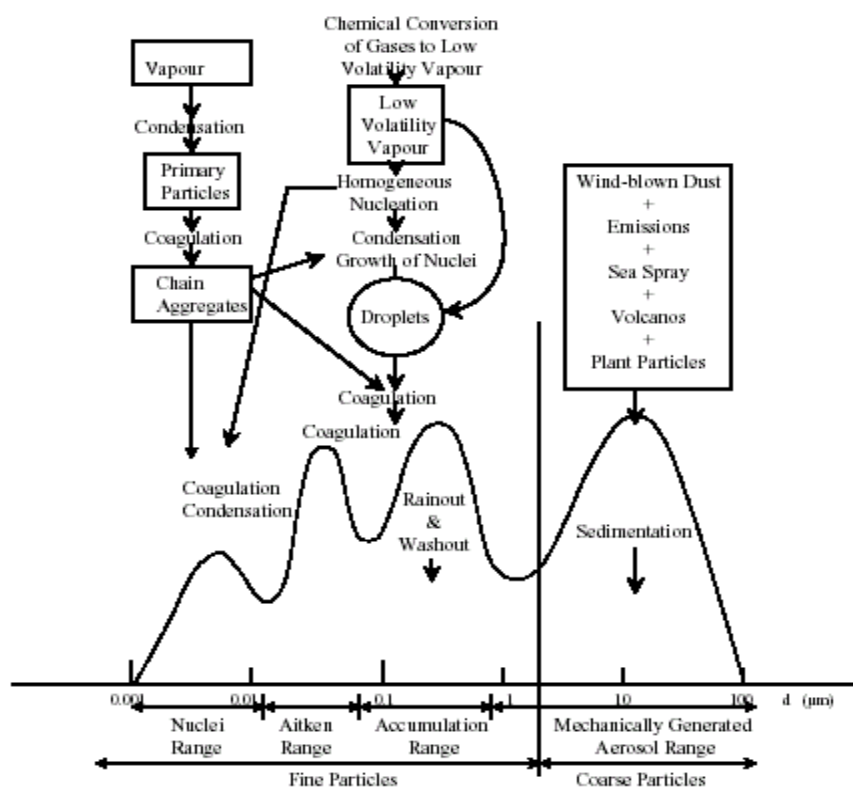 Chemical Conversion
of Gases to Low
Volatility Vapour
Vapour
Condensation
Primary
Particles
Coagulation
Chain
Aggregates
Low
Volatility
Vapour
Homogeneous
Nucleation
Condensation
Growth of Nuclei
Droplets
Coagulation
Coagulation
Wind-blown Dust
+
Emissions
+
Sea Spray
+
Volcanos
+
Plant Particles
Coagulation
Condensation
Rainout
&
Washout
Sedimentation
0.00 0.01 0.1 1 10 100 d (μm)
Nuclei
Range
Aitken
Range
Accumulation
Range
Mechanically Generated
Aerosol Range
Fine Particles
Coarse Particles